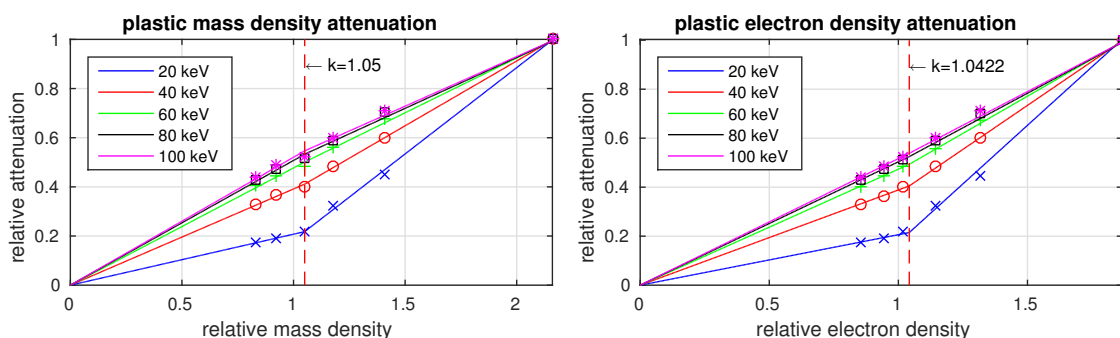 plastic mass density attenuation
1
0.8
0.6
0.4
0.2
0
0
0.5
1
1.5
2
relative attenuation
relative mass density
20 keV
40 keV
60 keV
80 keV
100 keV
← k=1.05
plastic electron density attenuation
1
0.8
0.6
0.4
0.2
0
0
0.5
1
1.5
relative attenuation
relative electron density
20 keV
40 keV
60 keV
80 keV
100 keV
← k=1.0422